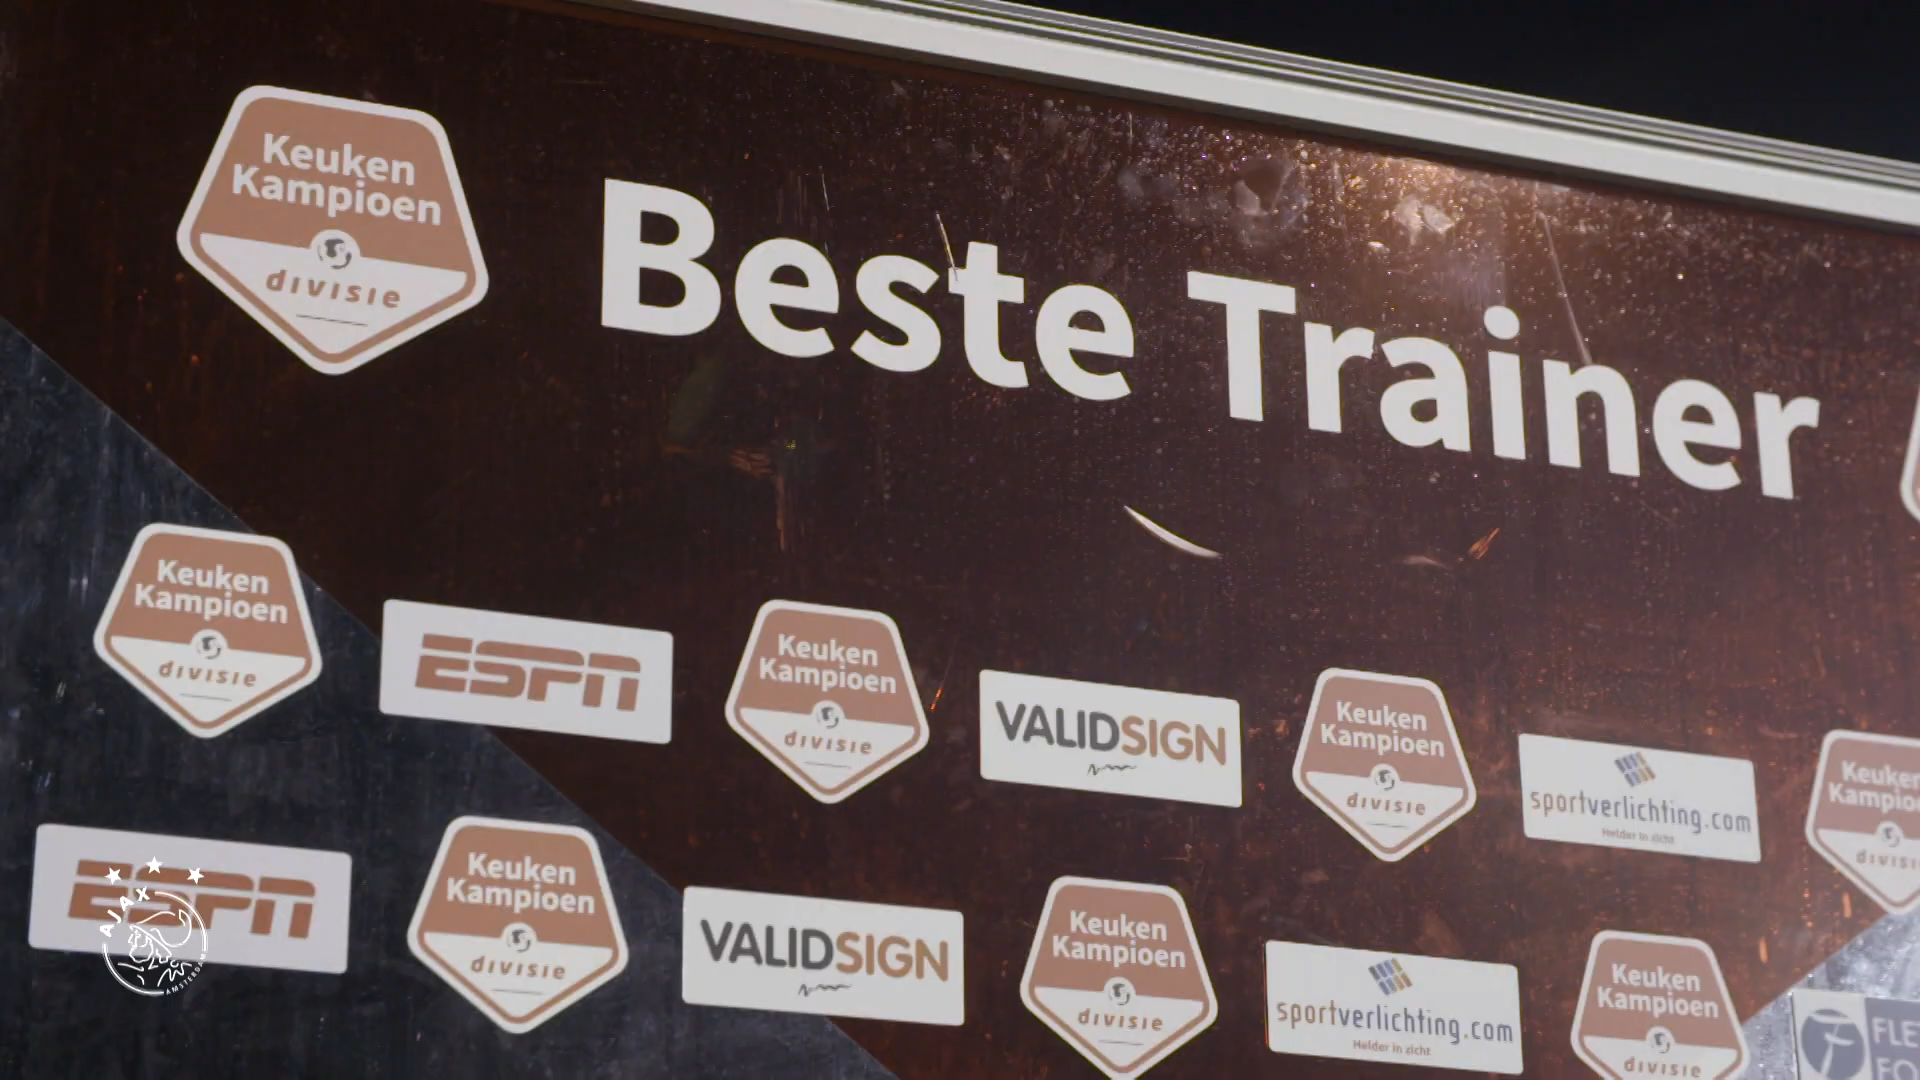 Keuken
Kampioen
divisie
Beste Trainer
Keuken
Kampioen
divisie
ESPN
Keuken
Kampioen
divisie
VALIDSIGN
Keuken
Kampioen
divisie
sportverlichting.com
Helder in zicht
Keuken
divisie
ESPN
AJAX
AMSTERDAM
Keuken
Kampioen
divisie
VALIDSIGN
Keuken
Kampioen
divisie
sportverlichting.com
Helder in zicht
Keuken
Kampioen
divisie